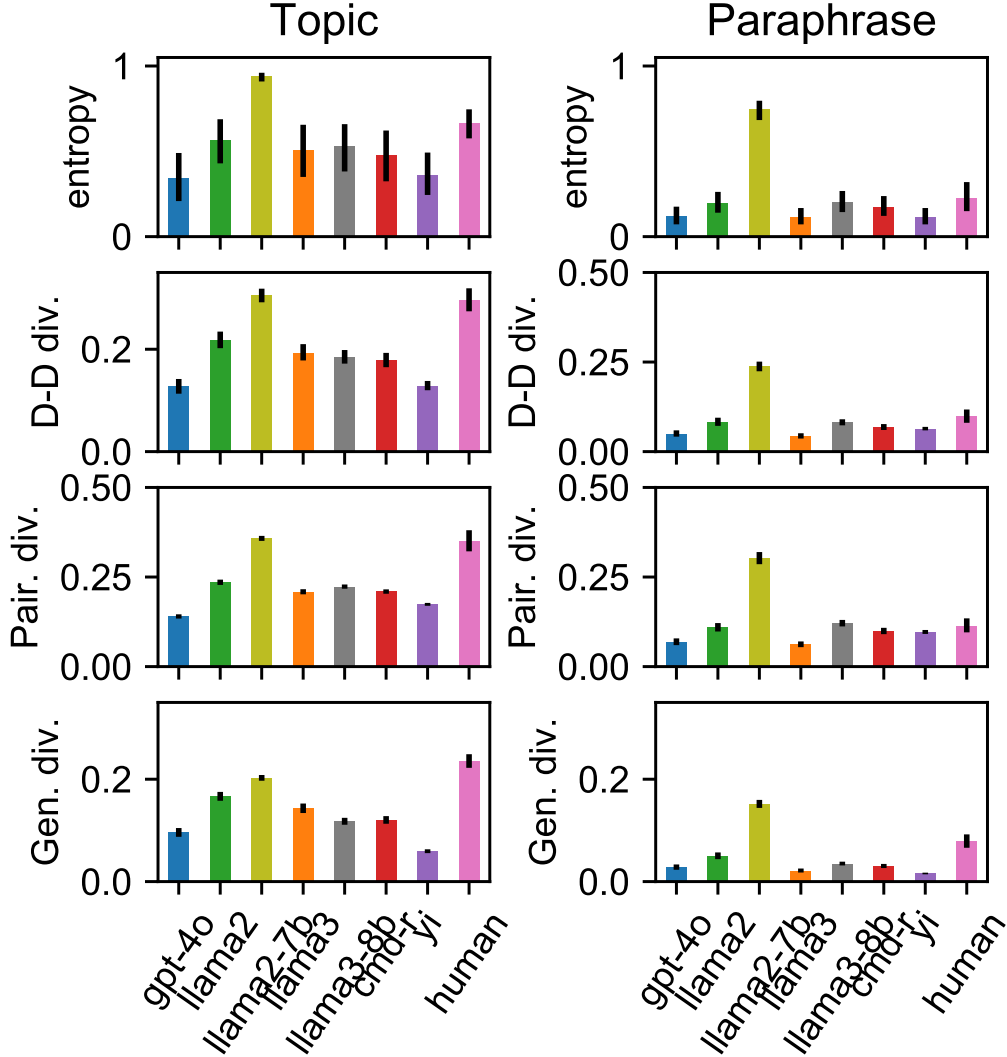 Topic
Paraphrase
entropy
1
0
entropy
1
0
D-D div.
0.2
0.0
D-D div.
0.50
0.25
0.00
Pair. div.
0.50
0.25
0.00
Pair. div.
0.50
0.25
0.00
Gen. div.
0.2
0.0
Gen. div.
0.2
0.0
gpt-4o
llama2
llama2-7b
llama3
llama3-8b
cmd-r
yi
human
gpt-4o
llama2
llama2-7b
llama3
llama3-8b
cmd-r
yi
human